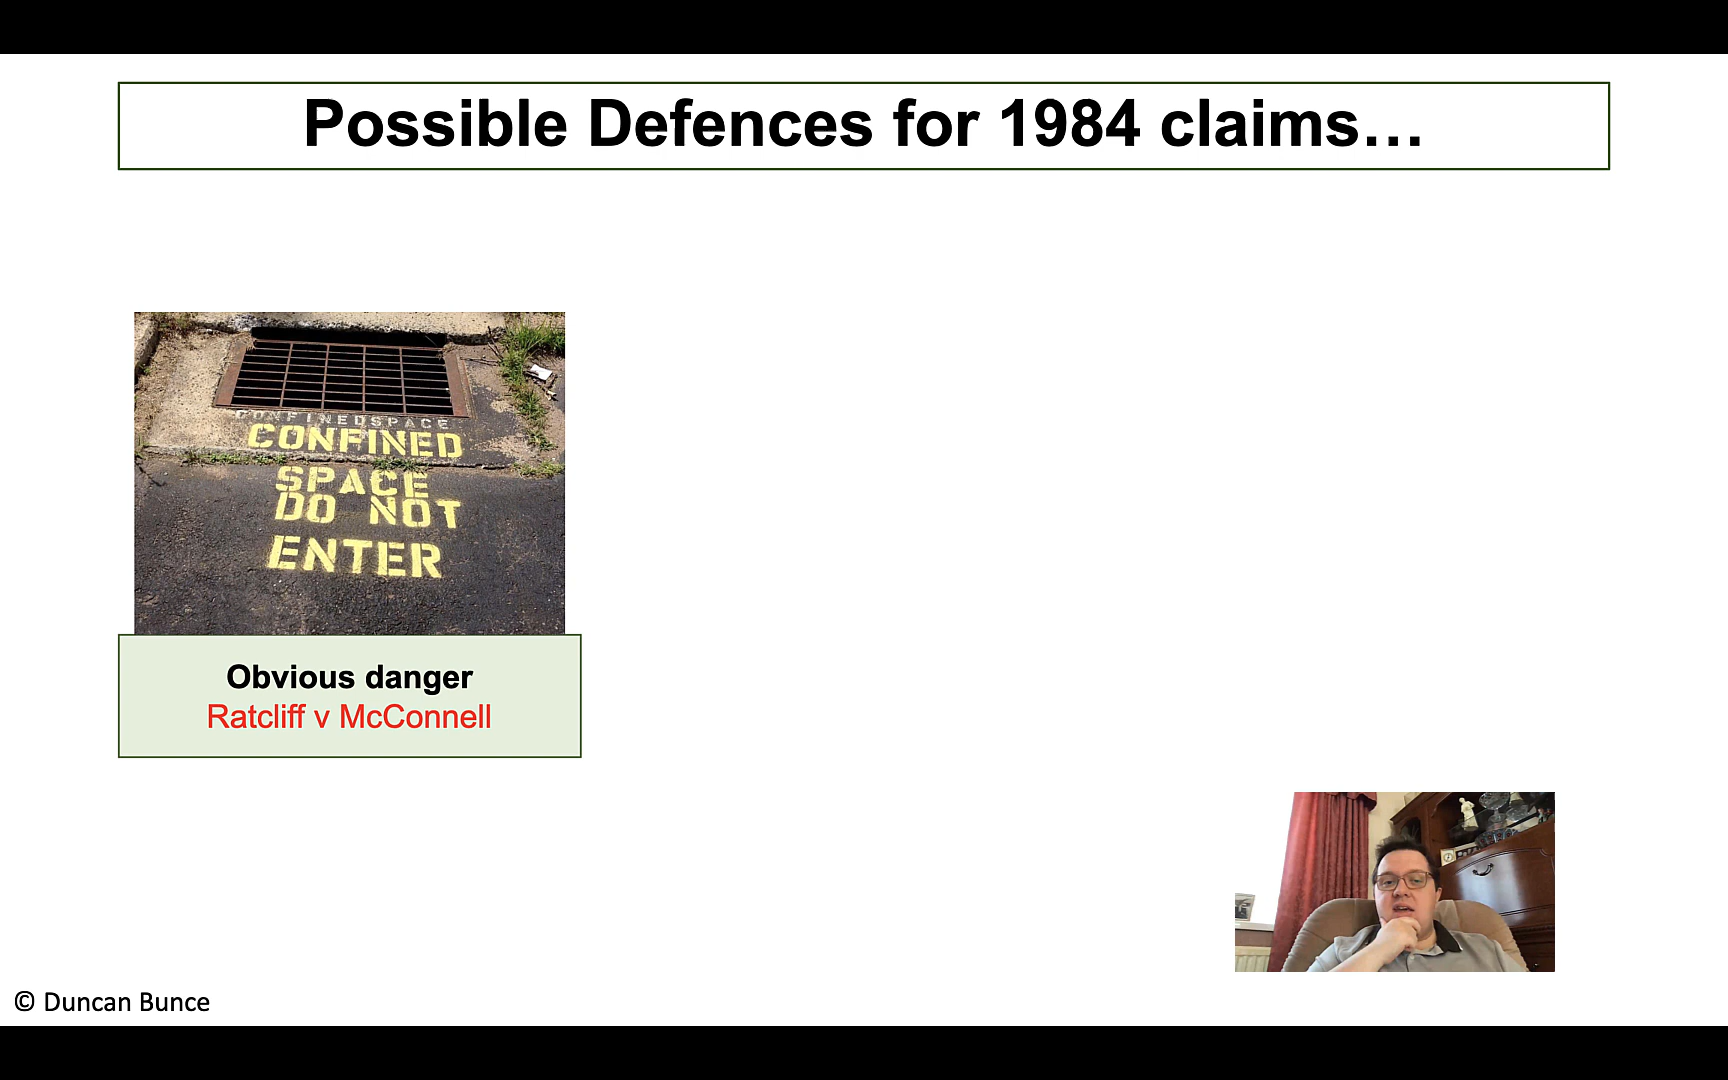 Possible Defences for 1984 claims…
CONFINEDSPACE
CONFINED
SPACE
DO NOT
ENTER
Obvious danger
Ratcliff v McConnell
© Duncan Bunce